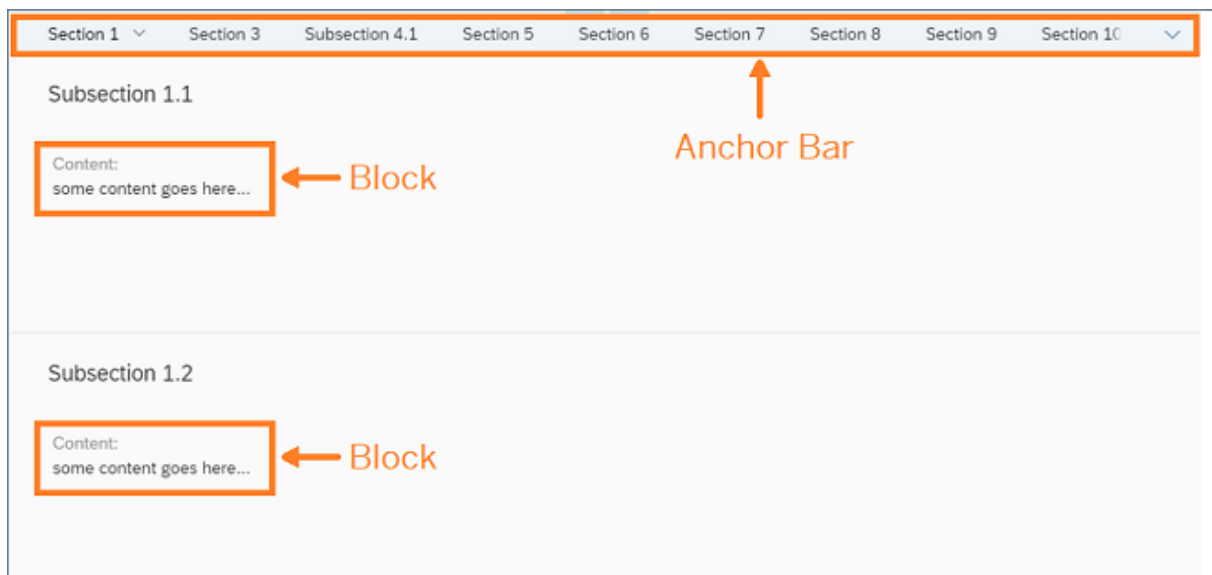 Section 1 Section 3 Subsection 4.1 Section 5 Section 6 Section 7 Section 8 Section 9 Section 10
Subsection 1.1
Anchor Bar
Content:
some content goes here...
Block
Subsection 1.2
Content:
some content goes here...
Block